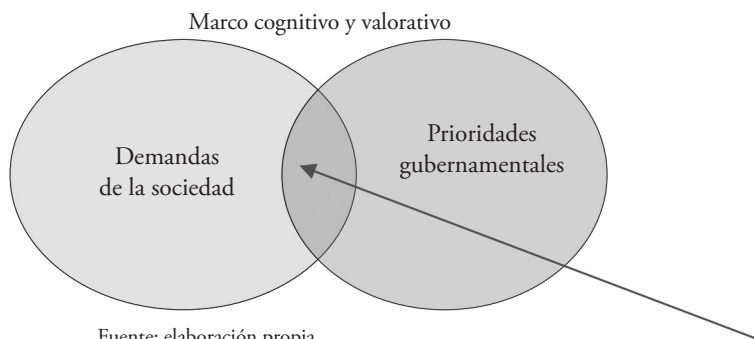 Marco cognitivo y valorativo
Demandas
de la sociedad
Prioridades
gubernamentales
Fuente: elaboración propia